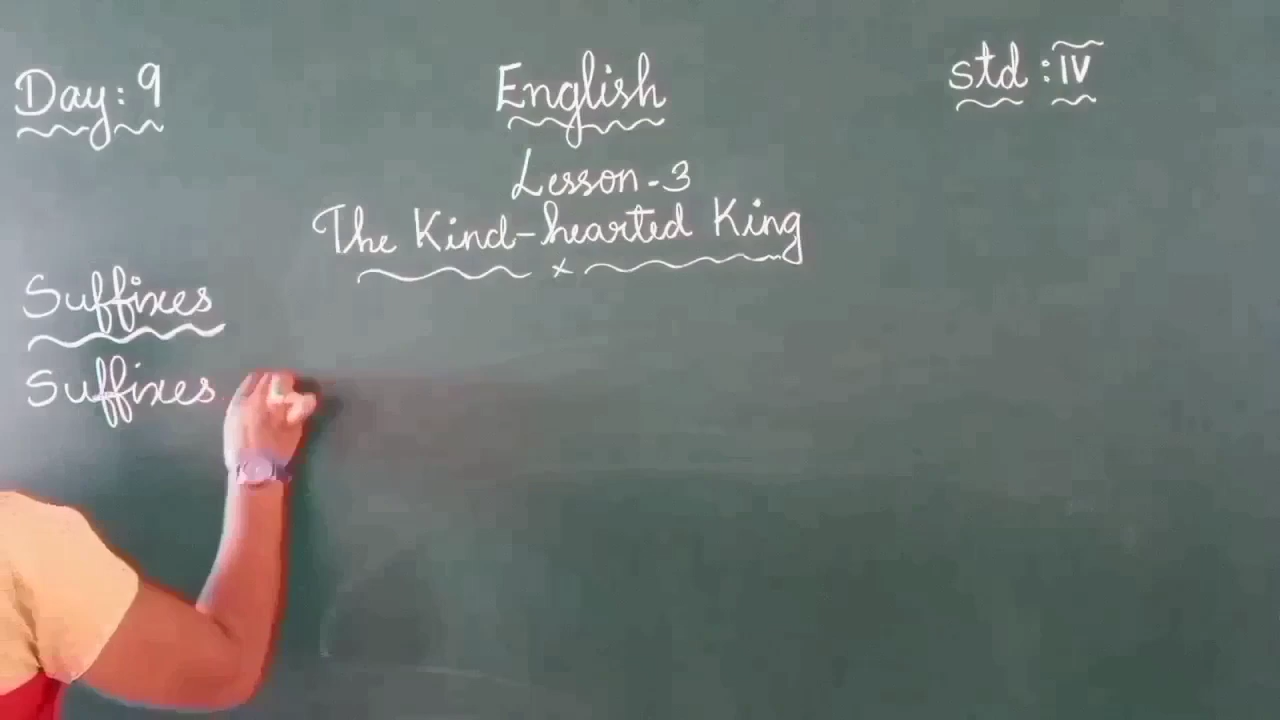 Day: 9
English
std : IV
Lesson - 3
The Kind-hearted King
Suffixes
Suffixes